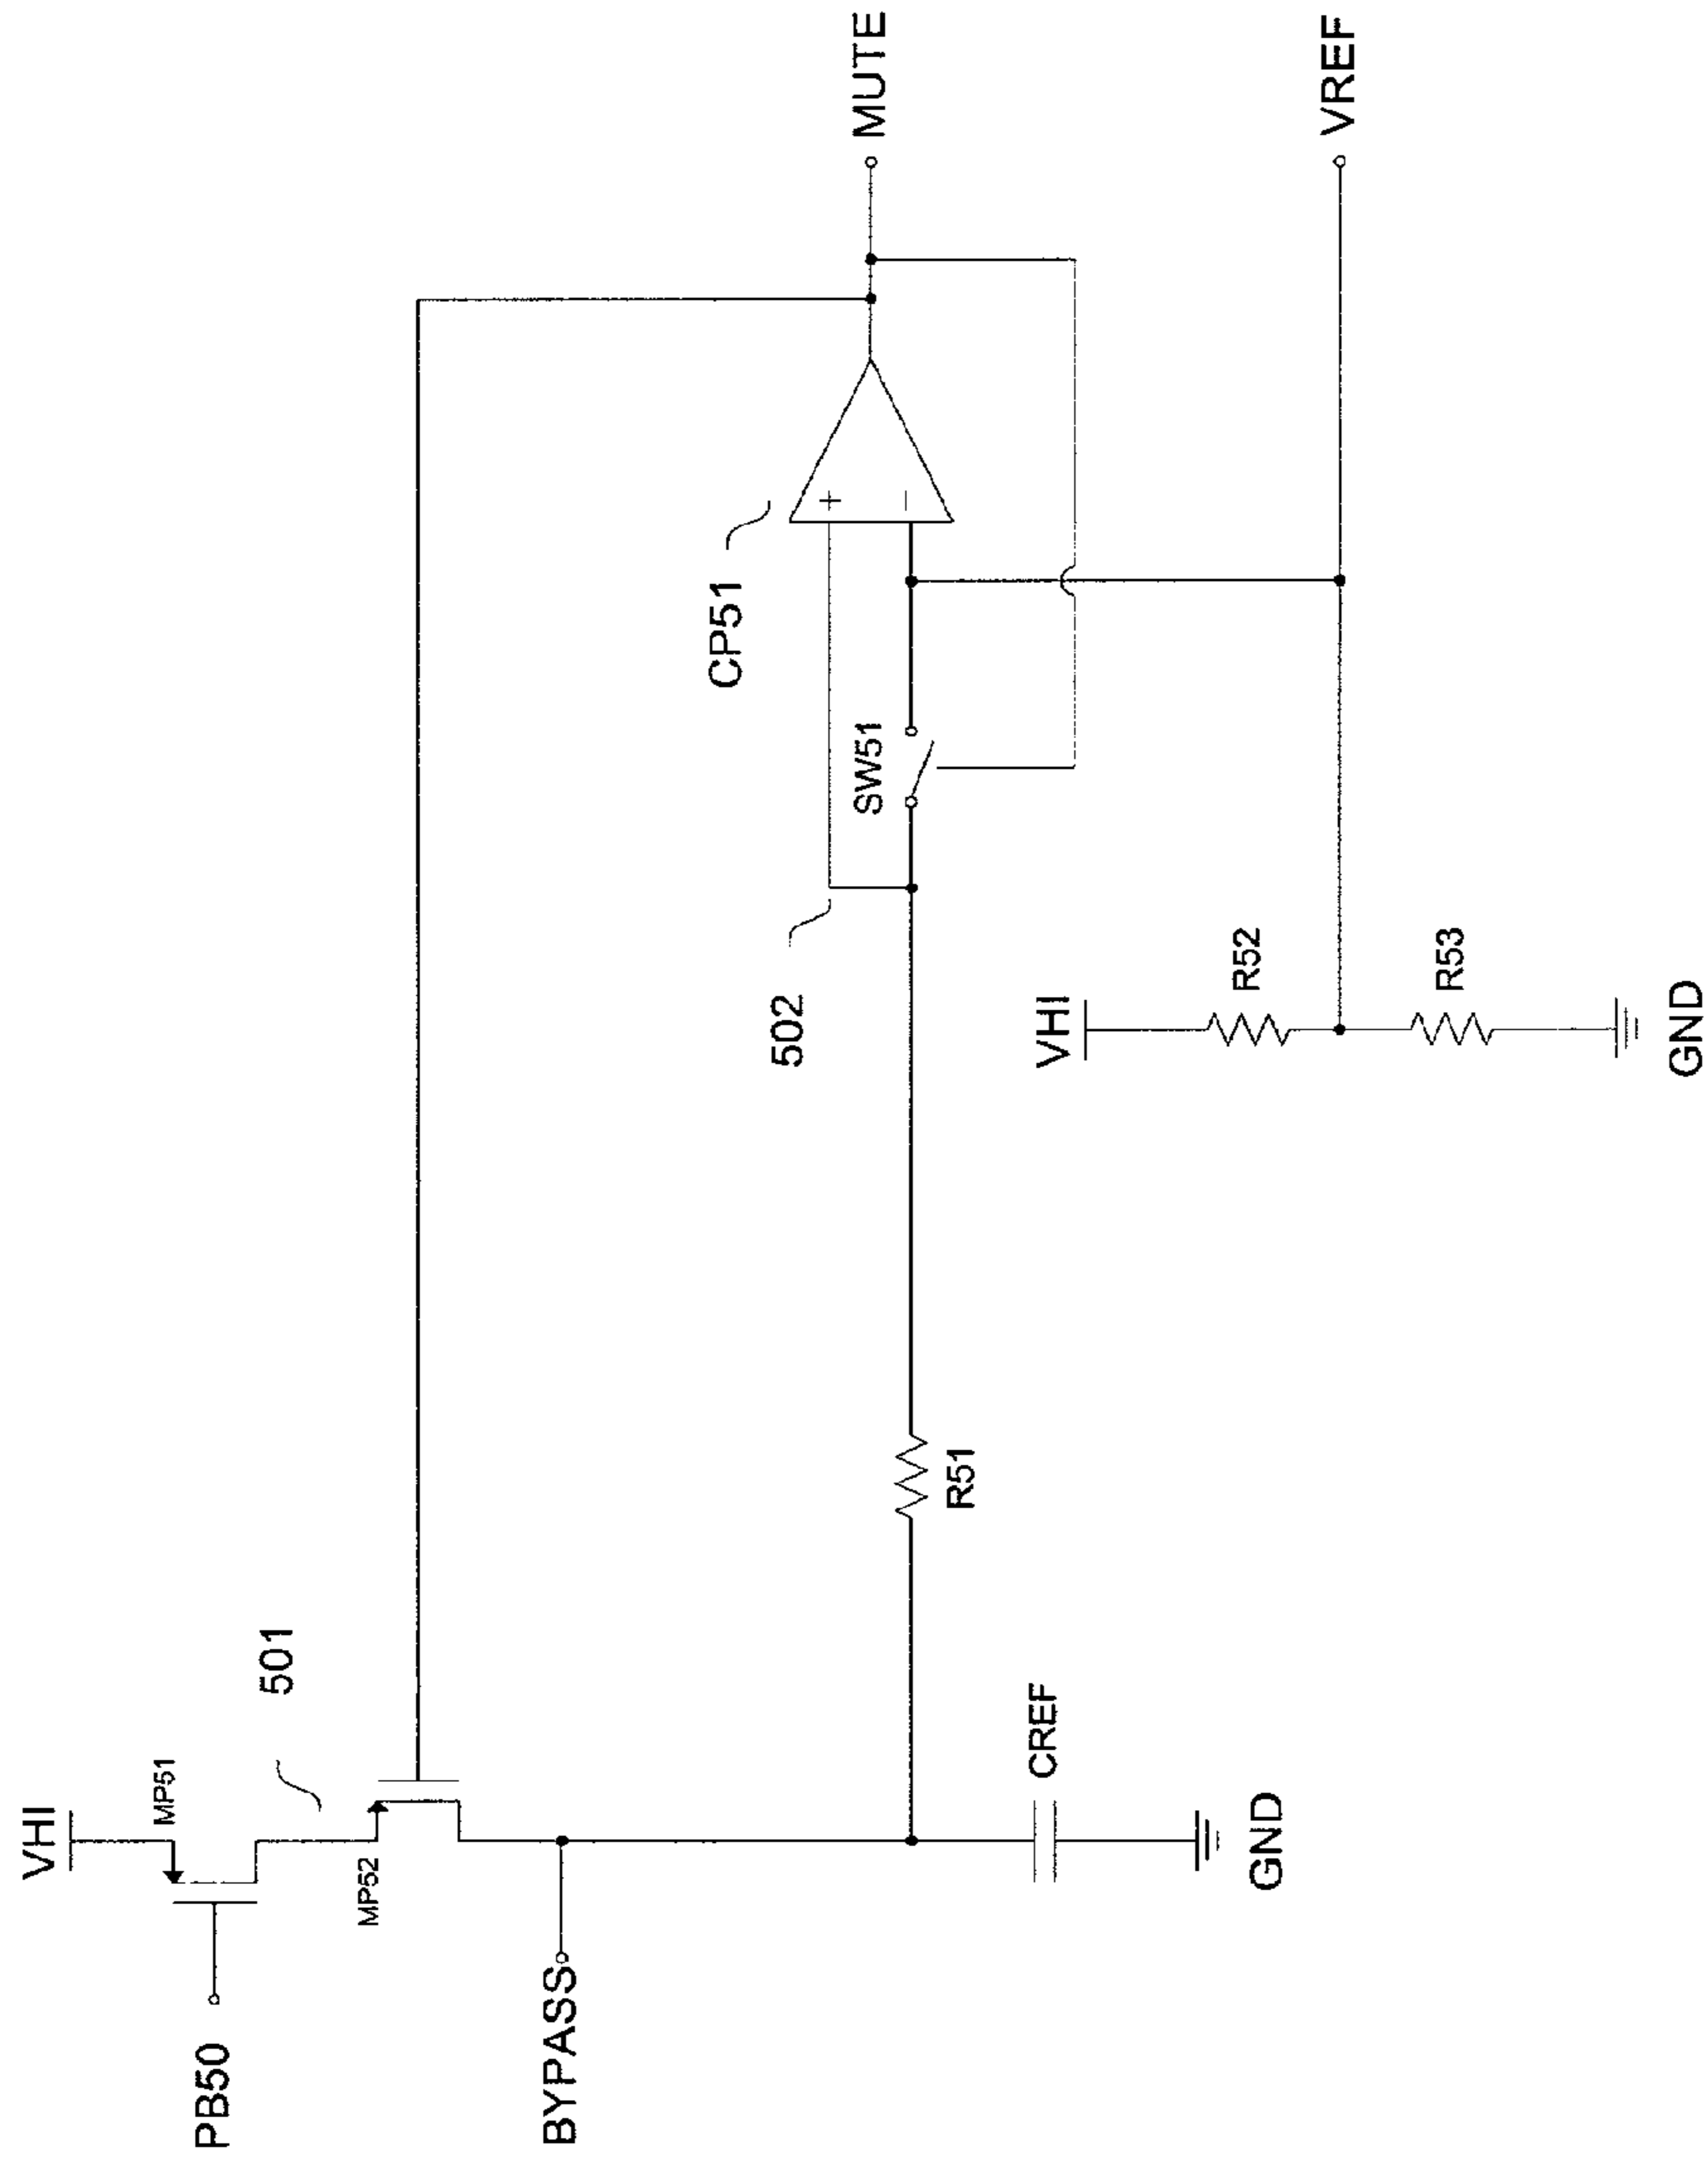 VHI
MP51
501
PB50
MP52
BYPASS
CREF
GND
R51
502
CP51
SW51
+
−
MUTE
VHI
R52
R53
GND
VREF